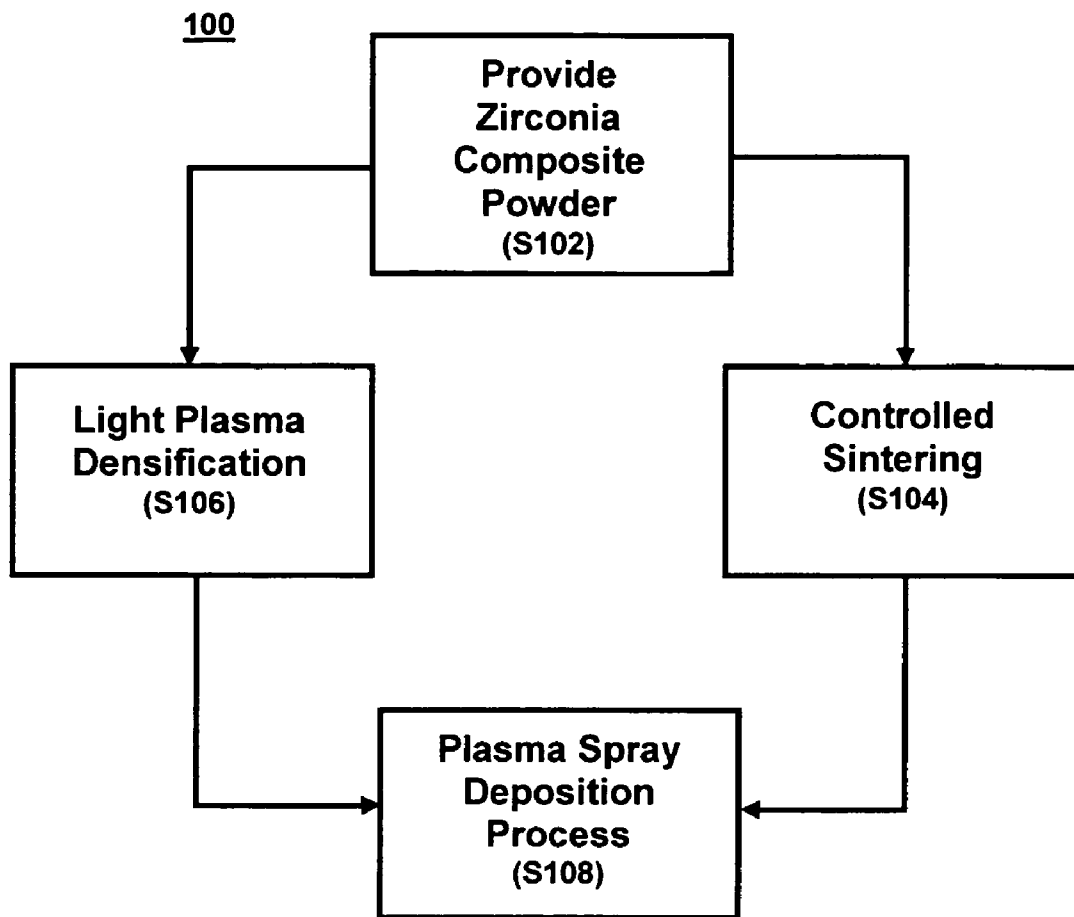 100
Provide
Zirconia
Composite
Powder
(S102)
Light Plasma
Densification
(S106)
Controlled
Sintering
(S104)
Plasma Spray
Deposition
Process
(S108)